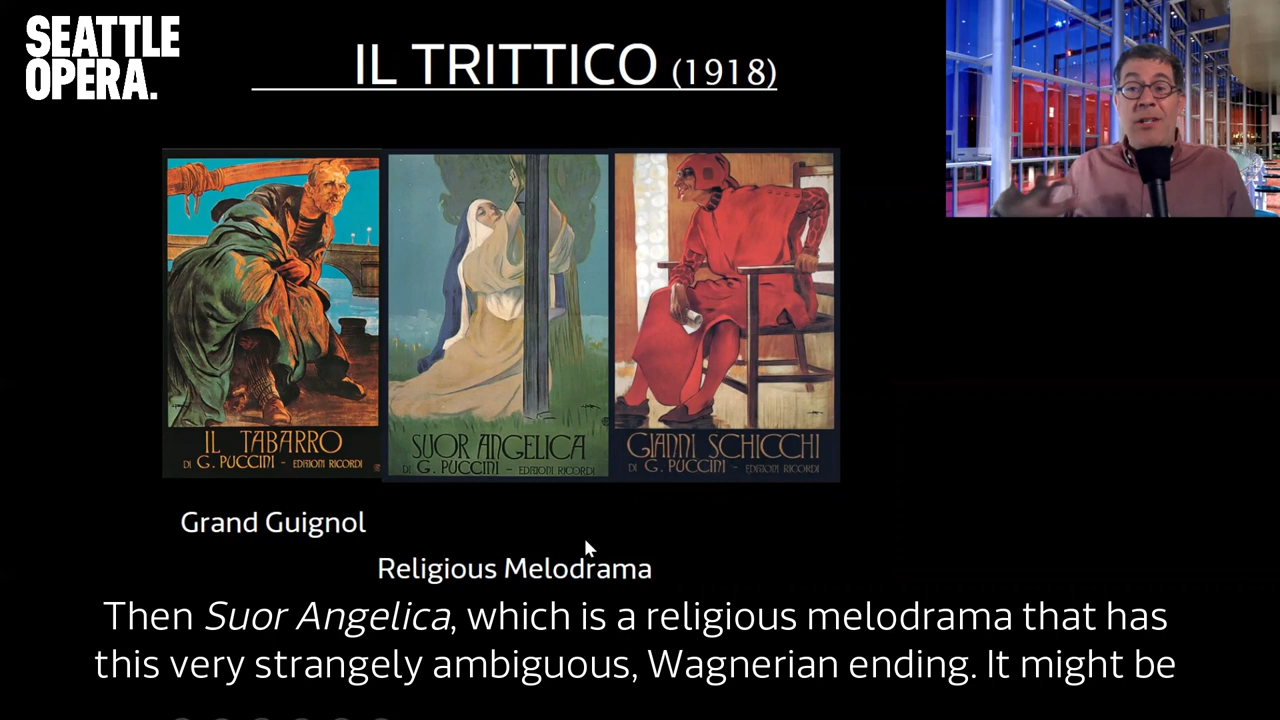 SEATTLE
OPERA.
IL TRITTICO (1918)
IL TABARRO
DI G. PUCCINI - EDIZIONI RICORDI
SUOR ANGELICA
DI G. PUCCINI - EDIZIONI RICORDI
GIANNI SCHICCHI
DI G. PUCCINI - EDIZIONI RICORDI
Grand Guignol
Religious Melodrama
Then Suor Angelica, which is a religious melodrama that has
this very strangely ambiguous, Wagnerian ending. It might be